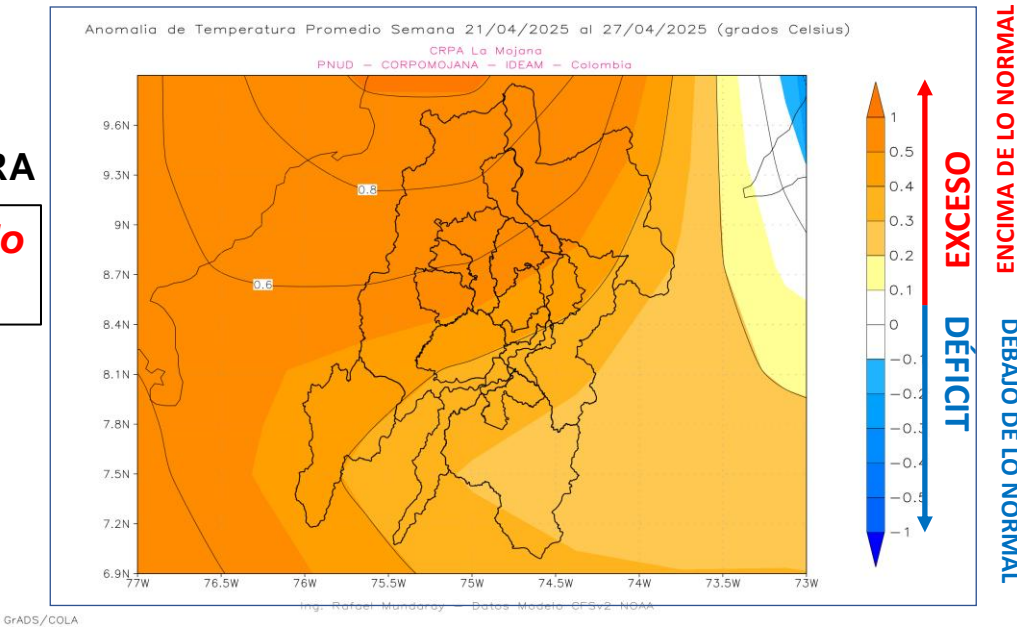 Anomalia de Temperatura Promedio Semana 21/04/2025 al 27/04/2025 (grados Celsius)
CRPA La Mojana
PNUD – CORPOMOJANA – IDEAM – Colombia
RA
o
9.6N
9.3N
9N
8.7N
8.4N
8.1N
7.8N
7.5N
7.2N
6.9N
77W
76.5W
76W
75.5W
75W
74.5W
74W
73.5W
73W
0.8
0.6
1
0.5
0.4
0.3
0.2
0.1
0
−0.1
−0.2
−0.3
−0.4
−0.5
−1
EXCESO
DÉFICIT
ENCIMA DE LO NORMAL
DEBAJO DE LO NORMAL
Ing. Rafael Mundaray – Datos Modelo CFSv2 NOAA
GrADS/COLA